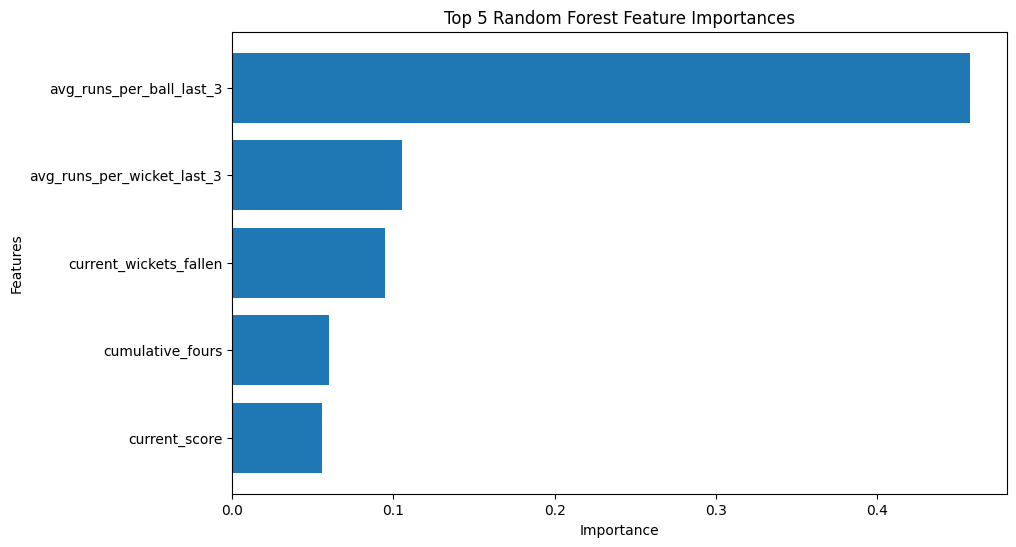 Top 5 Random Forest Feature Importances
Features
avg_runs_per_ball_last_3
avg_runs_per_wicket_last_3
current_wickets_fallen
cumulative_fours
current_score
0.0 0.1 0.2 0.3 0.4
Importance